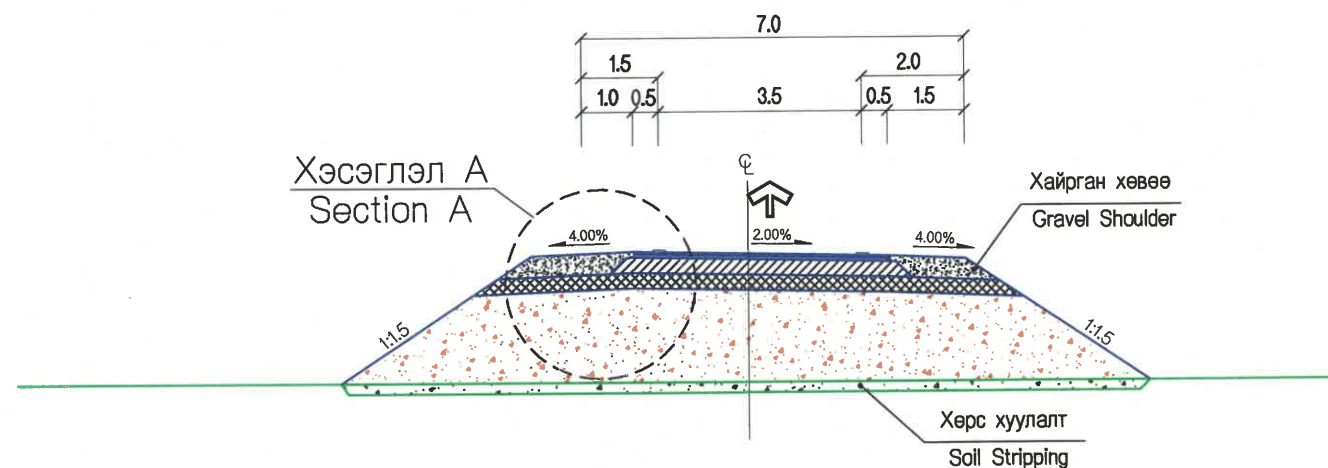 7.0
1.5 2.0
1.0 0.5 3.5 0.5 1.5
℄
Хэсэглэл А
Section A
Хайрган хөвөө
Gravel Shoulder
4.00% 2.00% 4.00%
1:1.5 1:1.5
Хөрс хуулалт
Soil Stripping